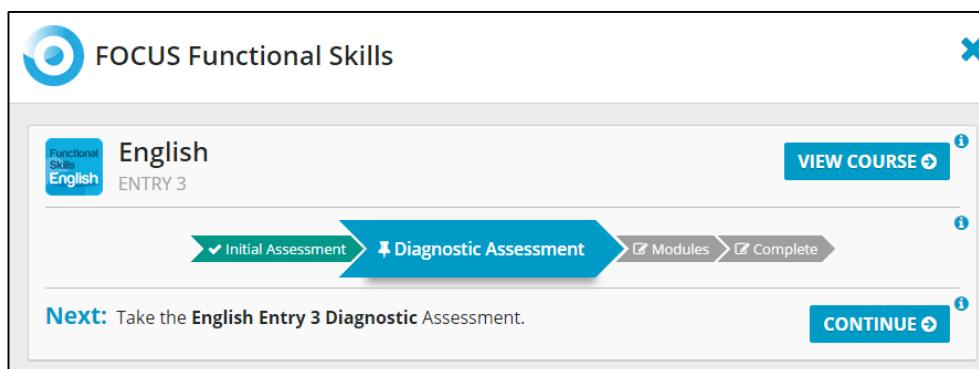 FOCUS Functional Skills
Functional
Skills
English
English
ENTRY 3
VIEW COURSE
Initial Assessment
Diagnostic Assessment
Modules
Complete
Next: Take the English Entry 3 Diagnostic Assessment.
CONTINUE